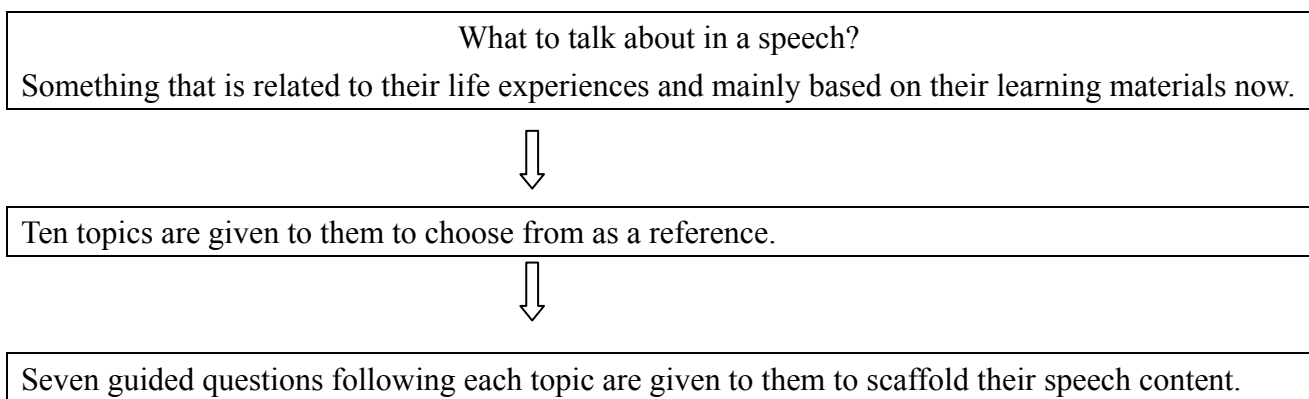 What to talk about in a speech?
Something that is related to their life experiences and mainly based on their learning materials now.
Ten topics are given to them to choose from as a reference.
Seven guided questions following each topic are given to them to scaffold their speech content.